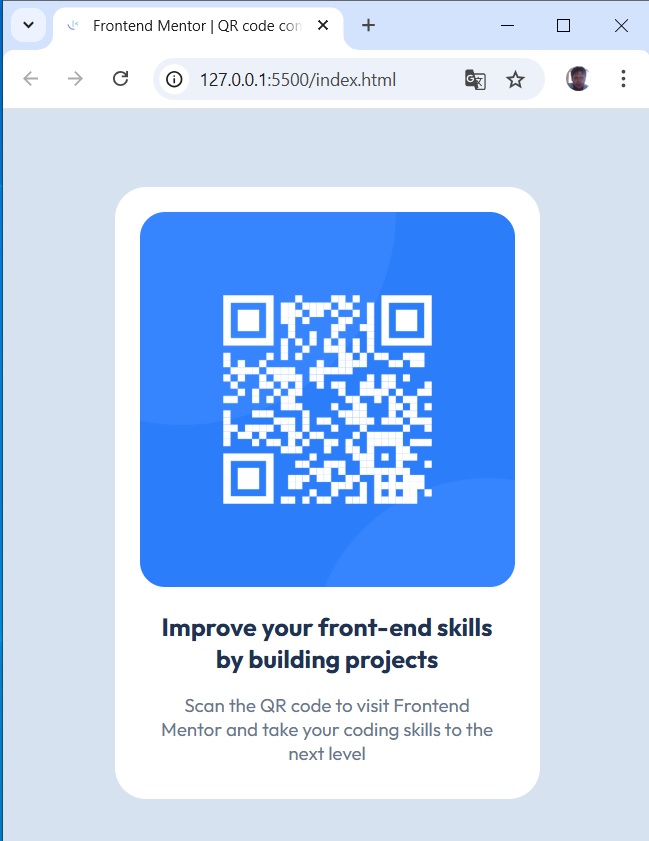 Frontend Mentor | QR code con
127.0.0.1:5500/index.html
Improve your front-end skills
by building projects
Scan the QR code to visit Frontend
Mentor and take your coding skills to the
next level